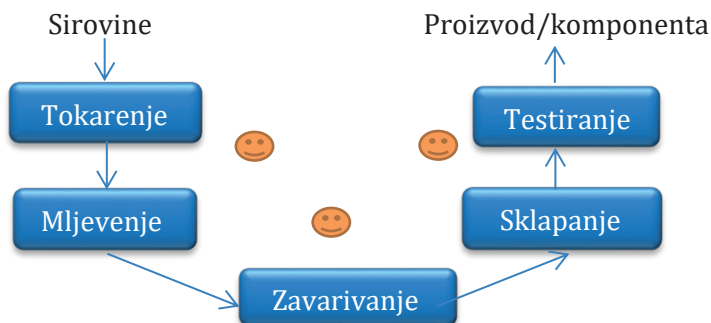 Sirovine
Proizvod/komponenta
Tokarenje
Testiranje
Mljevenje
Sklapanje
Zavarivanje